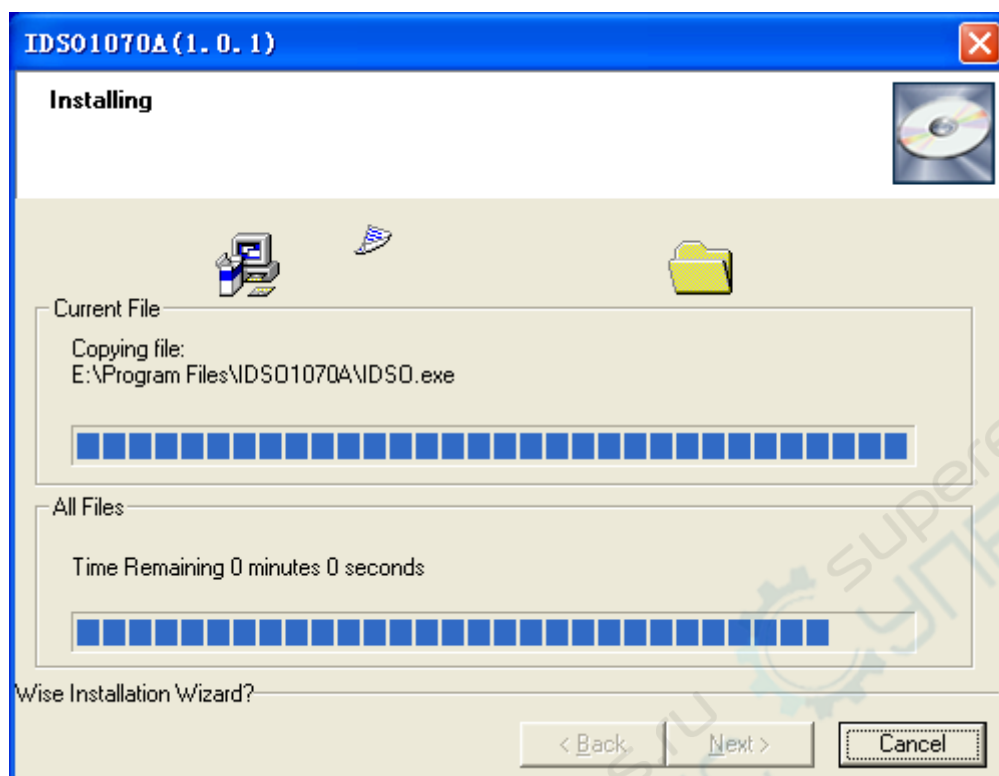 IDSO1070A(1.0.1)
Installing
Current File
Copying file:
E:\Program Files\IDSO1070A\IDSO.exe
All Files
Time Remaining 0 minutes 0 seconds
Wise Installation Wizard?
< Back
Next >
Cancel